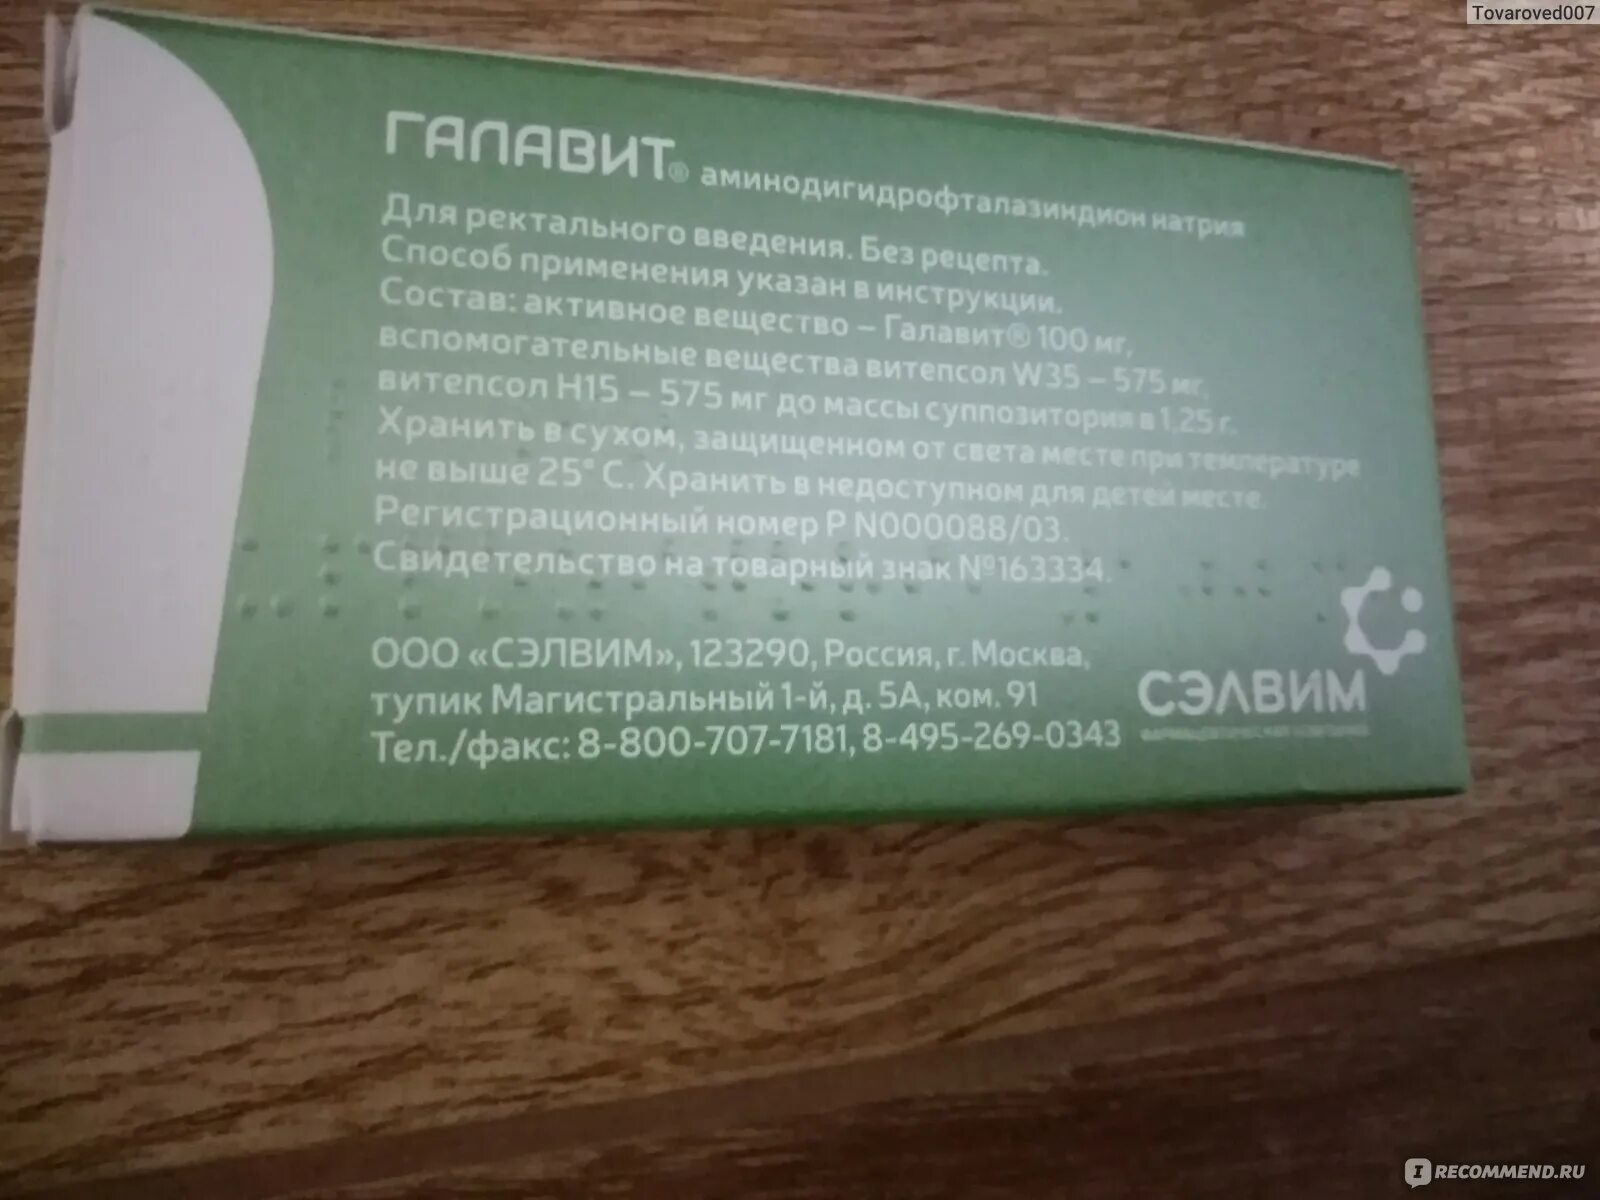 Tovaroved007
ГАЛАВИТ® аминодигидрофталазиндион натрия
Для ректального введения. Без рецепта.
Способ применения указан в инструкции.
Состав: активное вещество – Галавит® 100 мг,
вспомогательные вещества витепсол W35 – 575 мг,
витепсол H15 – 575 мг до массы суппозитория в 1,25 г.
Хранить в сухом, защищенном от света месте при температуре
не выше 25° С. Хранить в недоступном для детей месте.
Регистрационный номер Р N000088/03.
Свидетельство на товарный знак №163334.
ООО «СЭЛВИМ», 123290, Россия, г. Москва,
тупик Магистральный 1-й, д. 5А, ком. 91
Тел./факс: 8-800-707-7181, 8-495-269-0343
СЭЛВИМ
ФАРМАЦЕВТИЧЕСКАЯ КОМПАНИЯ
IRECOMMEND.RU